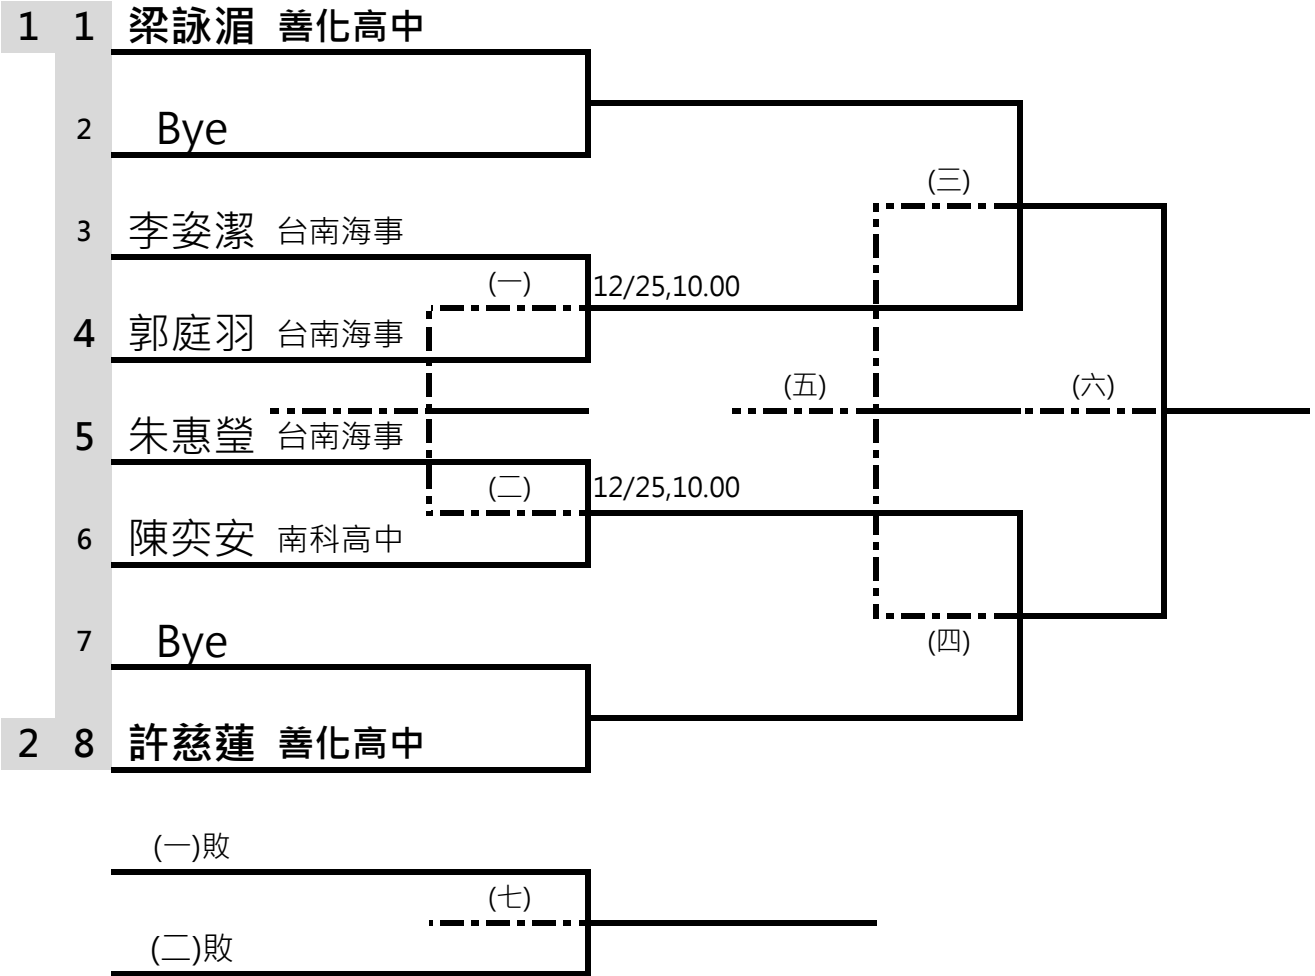 1 1 梁詠湄 善化高中
2 Bye
(三)
3 李姿潔 台南海事
(一) 12/25,10.00
4 郭庭羽 台南海事
(五) (六)
5 朱惠瑩 台南海事
(二) 12/25,10.00
6 陳奕安 南科高中
7 Bye
(四)
2 8 許慈蓮 善化高中
(一)敗
(七)
(二)敗